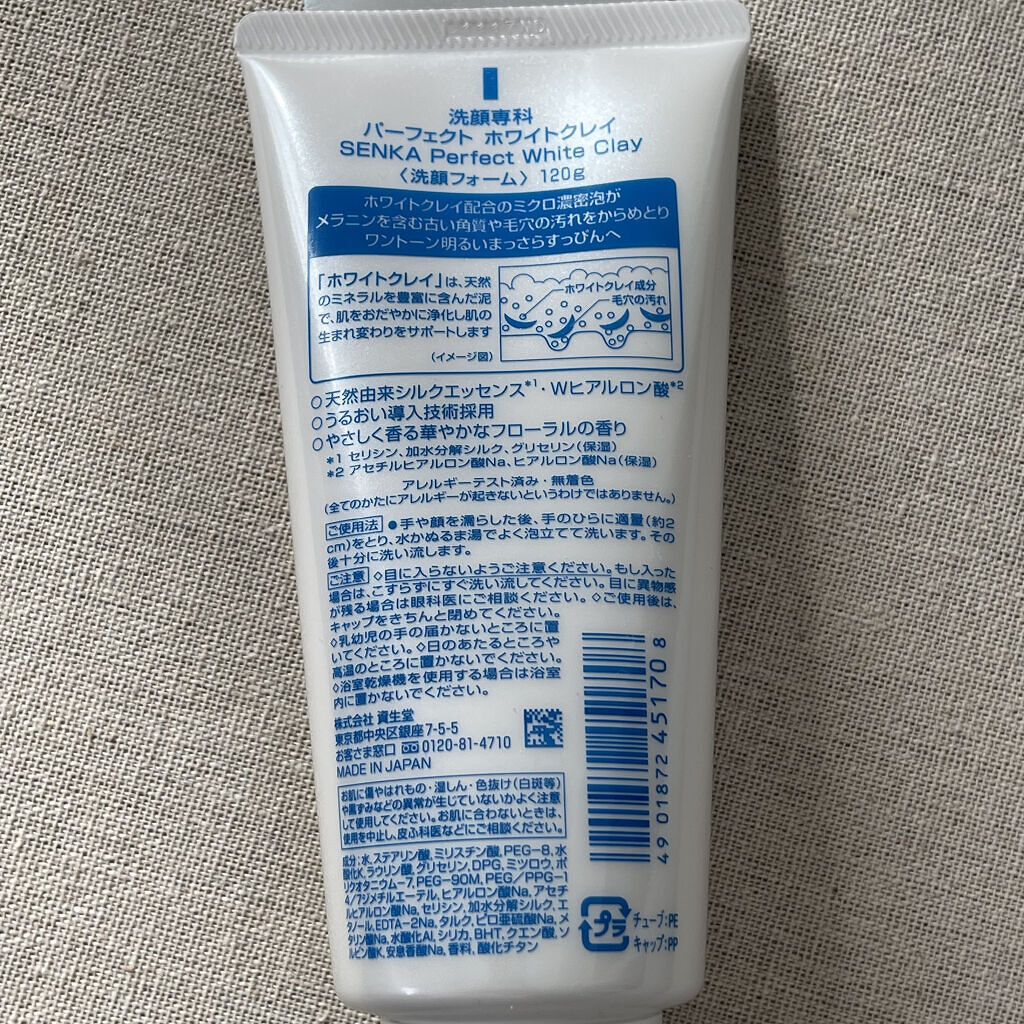 洗顔専科
パーフェクト ホワイトクレイ
SENKA Perfect White Clay
〈洗顔フォーム〉 120g
ホワイトクレイ配合のミクロ濃密泡が
メラニンを含む古い角質や毛穴の汚れをからめとり
ワントーン明るいまっさらすっぴんへ
「ホワイトクレイ」は、天然
のミネラルを豊富に含んだ泥
で、肌をおだやかに浄化し肌の
生まれ変わりをサポートします
(イメージ図)
ホワイトクレイ成分
毛穴の汚れ
○天然由来シルクエッセンス*1・Wヒアルロン酸*2
○うるおい導入技術採用
○やさしく香る華やかなフローラルの香り
*1 セリシン、加水分解シルク、グリセリン(保湿)
*2 アセチルヒアルロン酸Na、ヒアルロン酸Na(保湿)
アレルギーテスト済み・無着色
(全てのかたにアレルギーが起きないというわけではありません。)
ご使用法 ●手や顔を濡らした後、手のひらに適量(約2
cm)をとり、水かぬるま湯でよく泡立てて洗います。その
後十分に洗い流します。
ご注意 ◇目に入らないようご注意ください。もし入った
場合は、こすらずにすぐ洗い流してください。目に異物感
が残る場合は眼科医にご相談ください。◇ご使用後は、
キャップをきちんと閉めてください。
◇乳幼児の手の届かないところに置
いてください。◇日のあたるところや
高温のところに置かないでください。
◇浴室乾燥機を使用する場合は浴室
内に置かないでください。
株式会社 資生堂
東京都中央区銀座7-5-5
お客さま窓口 0120-81-4710
MADE IN JAPAN
お肌に傷やはれもの・湿しん・色抜け(白斑等)
や黒ずみなどの異常が生じていないかよく注意
して使用してください。お肌に合わないときは、
使用を中止し、皮ふ科医などにご相談ください。
成分:水、ステアリン酸、ミリスチン酸、PEG-8、水
酸化K、ラウリン酸、グリセリン、DPG、ミツロウ、ポ
リクオタニウム-7、PEG-90M、PEG/PPG-1
4/7ジメチルエーテル、ヒアルロン酸Na、アセチ
ルヒアルロン酸Na、セリシン、加水分解シルク、エ
タノール、EDTA-2Na、タルク、ピロ亜硫酸Na、メ
タリン酸Na、水酸化Al、シリカ、BHT、クエン酸、ソ
ルビン酸K、安息香酸Na、香料、酸化チタン
4901872451708
プラ
チューブ:PE
キャップ:PP